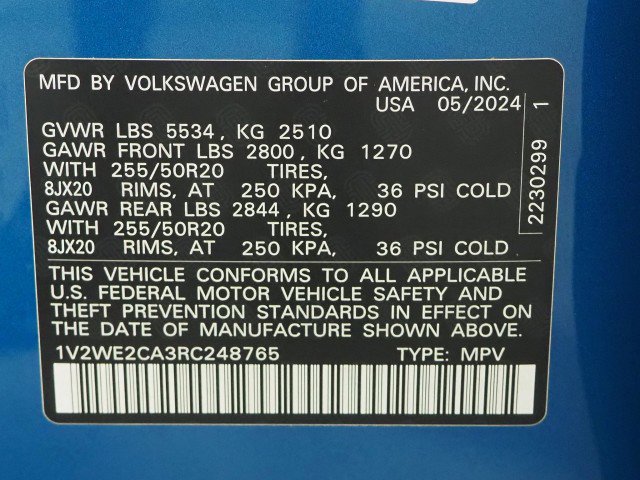 MFD BY VOLKSWAGEN GROUP OF AMERICA, INC.
USA 05/2024
GVWR LBS 5534, KG 2510
GAWR FRONT LBS 2800, KG 1270
WITH 255/50R20 TIRES,
8JX20 RIMS, AT 250 KPA, 36 PSI COLD
GAWR REAR LBS 2844, KG 1290
WITH 255/50R20 TIRES,
8JX20 RIMS, AT 250 KPA, 36 PSI COLD
2230299 1
THIS VEHICLE CONFORMS TO ALL APPLICABLE
U.S. FEDERAL MOTOR VEHICLE SAFETY AND
THEFT PREVENTION STANDARDS IN EFFECT ON
THE DATE OF MANUFACTURE SHOWN ABOVE.
1V2WE2CA3RC248765 TYPE: MPV